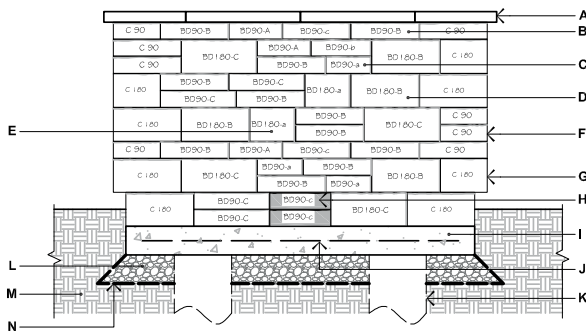 A
C 90 BD90-B BD90-A BD90-c BD90-B C 90
B
C 90 BD180-C BD90-A BD90-b BD180-B C 180
C 90 BD90-B BD90-a
C
C 180 BD90-B BD90-C BD180-a BD180-B C 180
BD90-C BD90-B
D
E
C 180 BD180-B BD180-a BD90-B BD180-C C 90
BD90-B C 90
F
C 90 BD90-B BD90-A BD90-c BD90-B C 90
C 180 BD180-C BD90-a BD90-B BD180-B C 180
BD90-B BD90-a
G
C 180 BD90-C BD90-c BD180-C C 180
H
BD90-C BD90-c
I
L
J
M
K
N